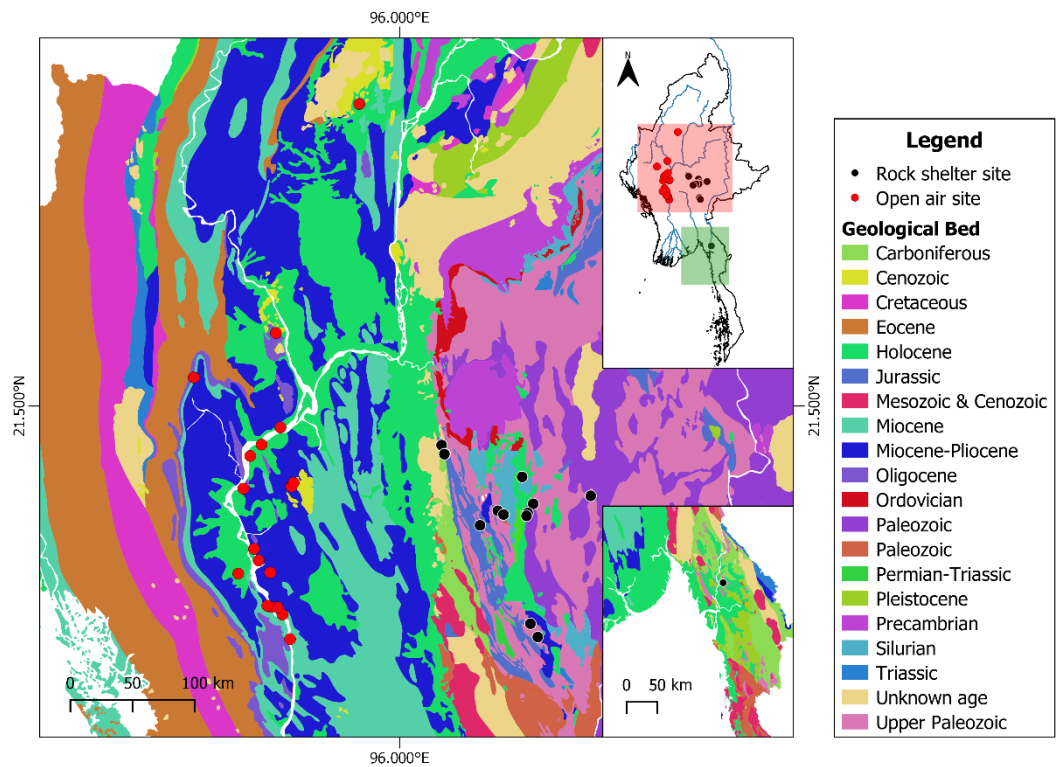 96.000°E
N
21.500°N
21.500°N
0 50 100 km
0 50 km
96.000°E
Legend
Rock shelter site
Open air site
Geological Bed
Carboniferous
Cenozoic
Cretaceous
Eocene
Holocene
Jurassic
Mesozoic & Cenozoic
Miocene
Miocene-Pliocene
Oligocene
Ordovician
Paleozoic
Paleozoic
Permian-Triassic
Pleistocene
Precambrian
Silurian
Triassic
Unknown age
Upper Paleozoic